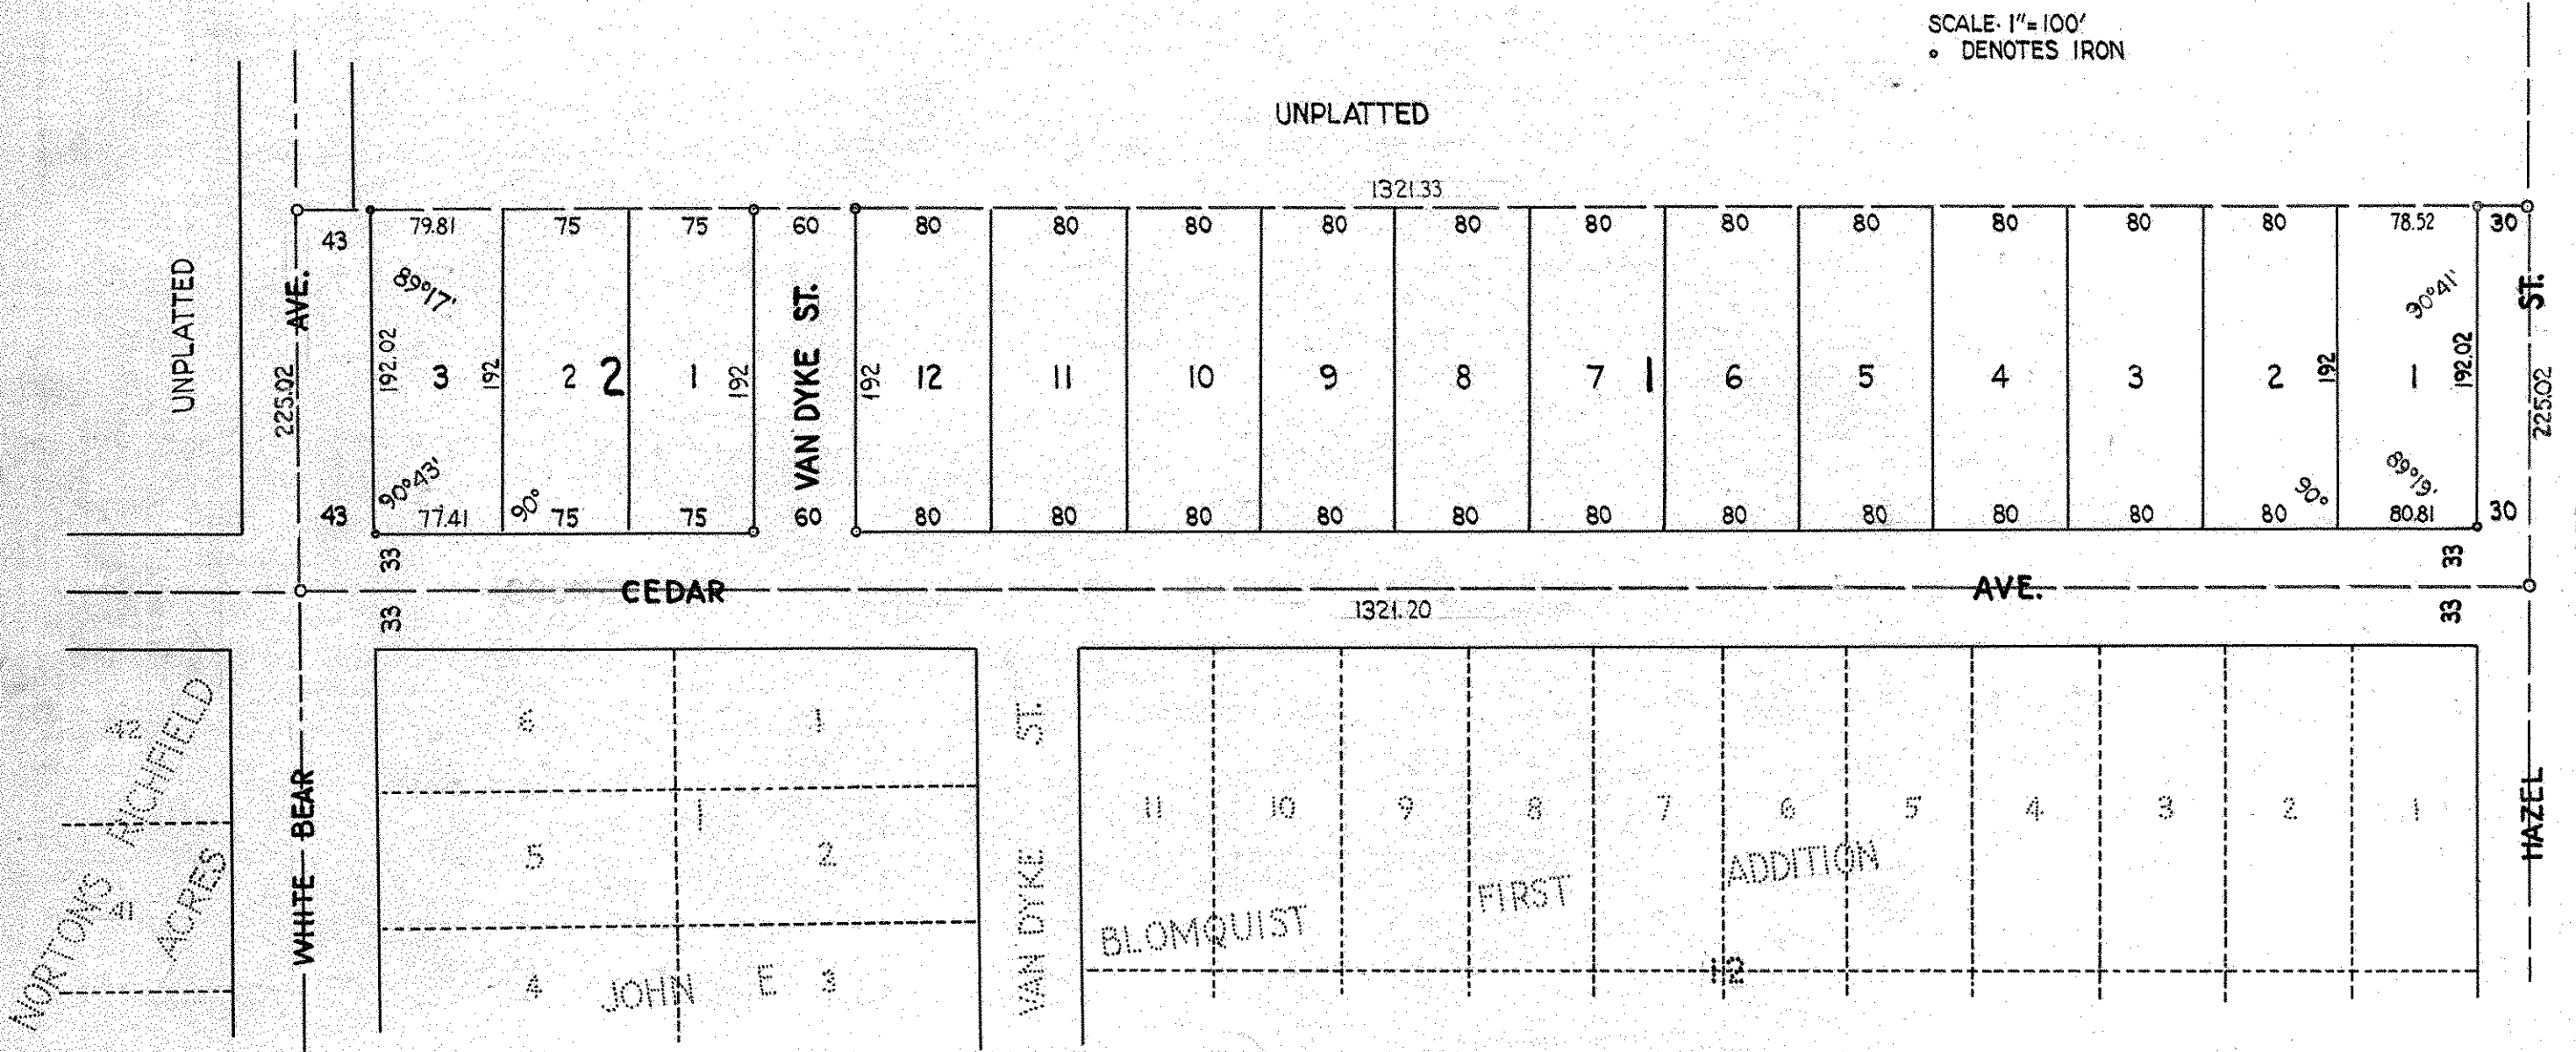 SCALE· 1"=100'
∘ DENOTES IRON
UNPLATTED
1321.33
43 79.81 75 75 60 80 80 80 80 80 80 80 80 80 80 80 78.52 30
89°17'
90°41'
UNPLATTED
225.02
AVE.
192.02
3
192
2
2
1
192
VAN DYKE ST.
192
12 11 10 9 8 7 1 6 5 4 3 2
192
1
192.02
ST.
225.02
90°43'
90°
90°
89°19'
43 77.41 75 75 60 80 80 80 80 80 80 80 80 80 80 80 80.81 30
33
33
CEDAR AVE.
1321.20
33
33
42
41
NORTONS RICHFIELD ACRES
WHITE BEAR
6 1
1
5 2
4 3
JOHN E
VAN DYKE ST.
11 10 9 8 7 6 5 4 3 2 1
BLOMQUIST FIRST ADDITION
12
HAZEL